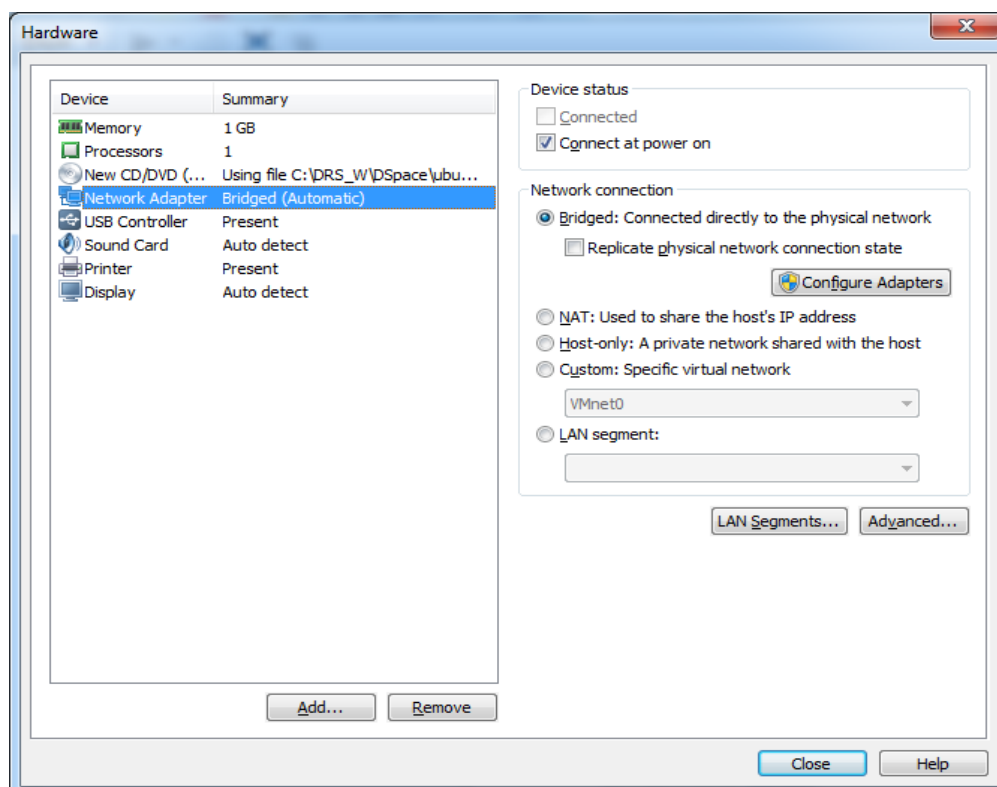 Hardware
Device Summary
Memory 1 GB
Processors 1
New CD/DVD (... Using file C:\DRS_W\DSpace\ubu...
Network Adapter Bridged (Automatic)
USB Controller Present
Sound Card Auto detect
Printer Present
Display Auto detect
Add... Remove
Device status
Connected
Connect at power on
Network connection
Bridged: Connected directly to the physical network
Replicate physical network connection state
Configure Adapters
NAT: Used to share the host's IP address
Host-only: A private network shared with the host
Custom: Specific virtual network
VMnet0
LAN segment:
LAN Segments... Advanced...
Close Help